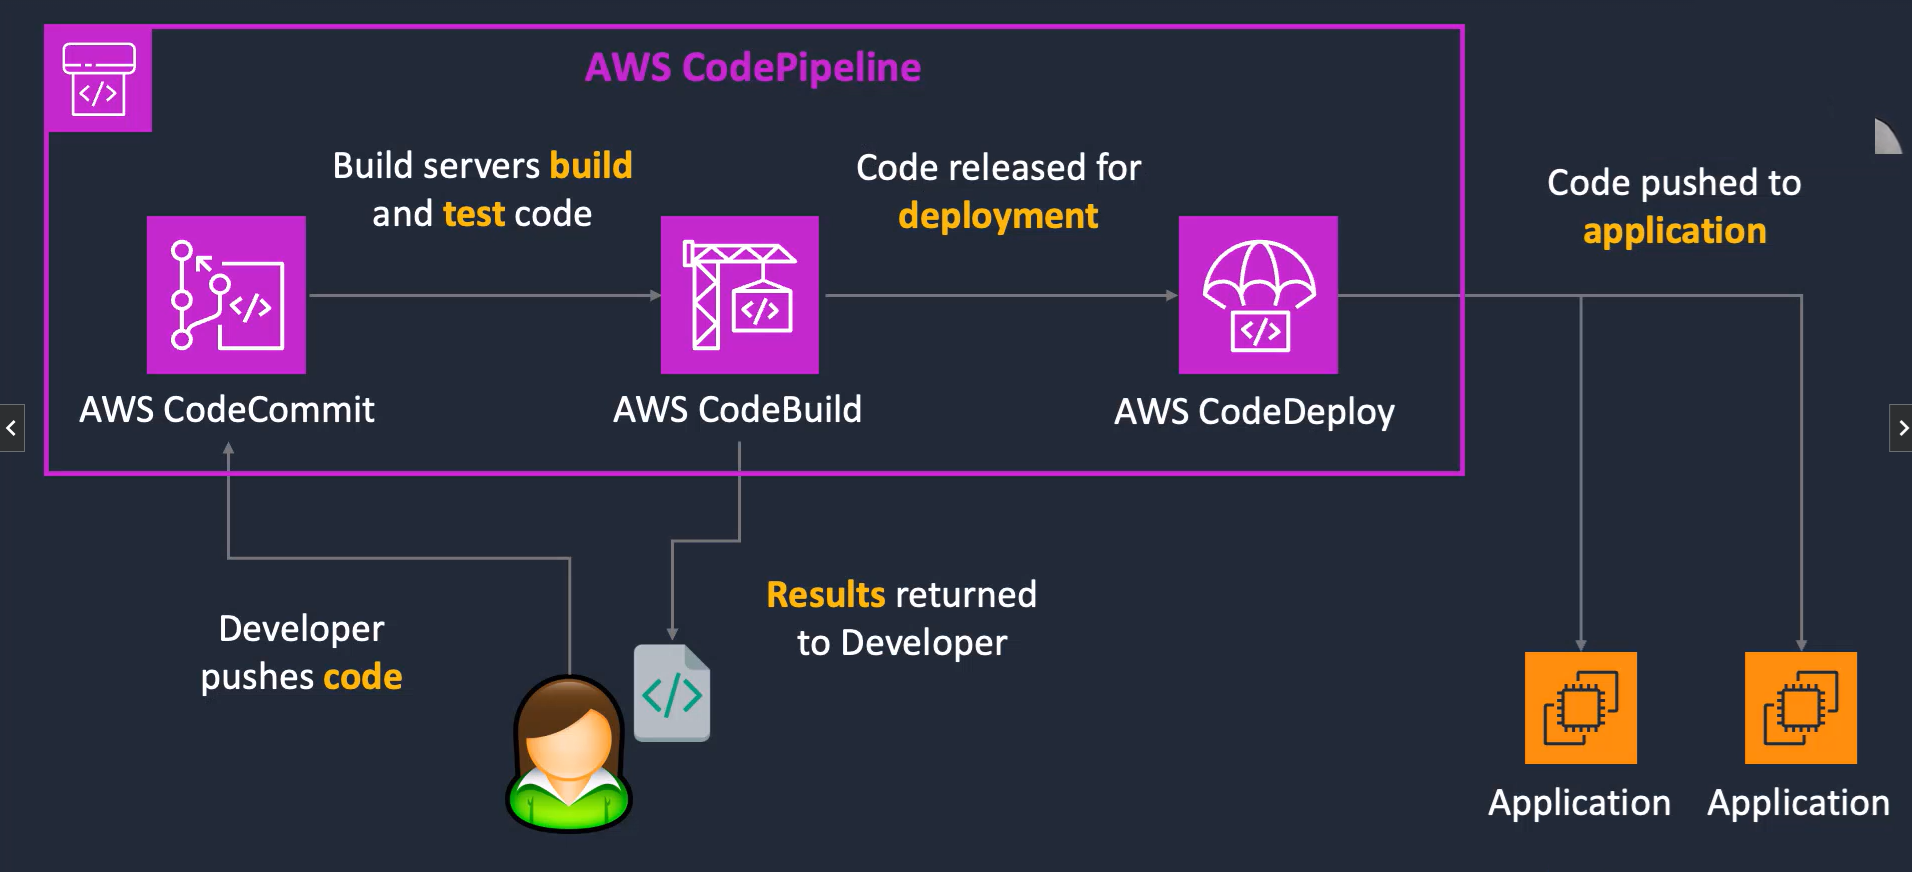 AWS CodePipeline
Build servers build
and test code
Code released for
deployment
Code pushed to
application
</>
</>
</>
</>
AWS CodeCommit
AWS CodeBuild
AWS CodeDeploy
Developer
pushes code
Results returned
to Developer
</>
Application
Application